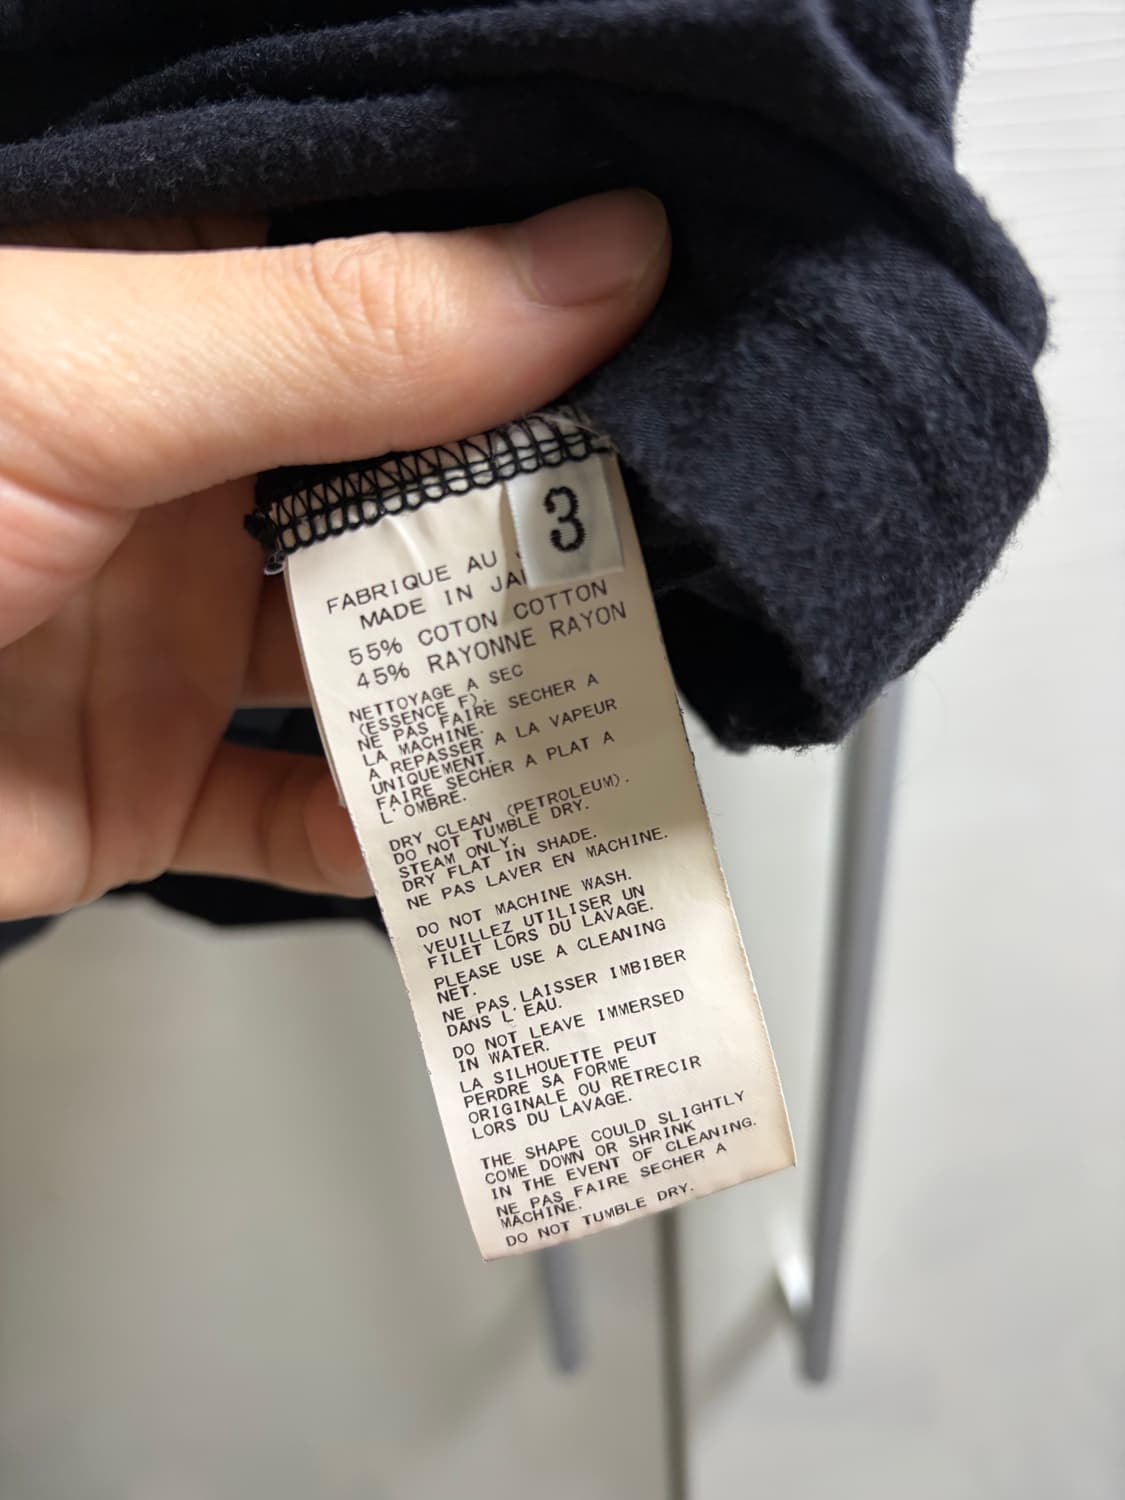 3
FABRIQUE AU
MADE IN JA
55% COTON COTTON
45% RAYONNE RAYON
NETTOYAGE A SEC
(ESSENCE F).
NE PAS FAIRE SECHER A
LA MACHINE.
A REPASSER A LA VAPEUR
UNIQUEMENT.
FAIRE SECHER A PLAT A
L'OMBRE.
DRY CLEAN (PETROLEUM).
DO NOT TUMBLE DRY.
STEAM ONLY.
DRY FLAT IN SHADE.
NE PAS LAVER EN MACHINE.
DO NOT MACHINE WASH.
VEUILLEZ UTILISER UN
FILET LORS DU LAVAGE.
PLEASE USE A CLEANING
NET.
NE PAS LAISSER IMBIBER
DANS L'EAU.
DO NOT LEAVE IMMERSED
IN WATER.
LA SILHOUETTE PEUT
PERDRE SA FORME
ORIGINALE OU RETRECIR
LORS DU LAVAGE.
THE SHAPE COULD SLIGHTLY
COME DOWN OR SHRINK
IN THE EVENT OF CLEANING.
NE PAS FAIRE SECHER A
MACHINE.
DO NOT TUMBLE DRY.